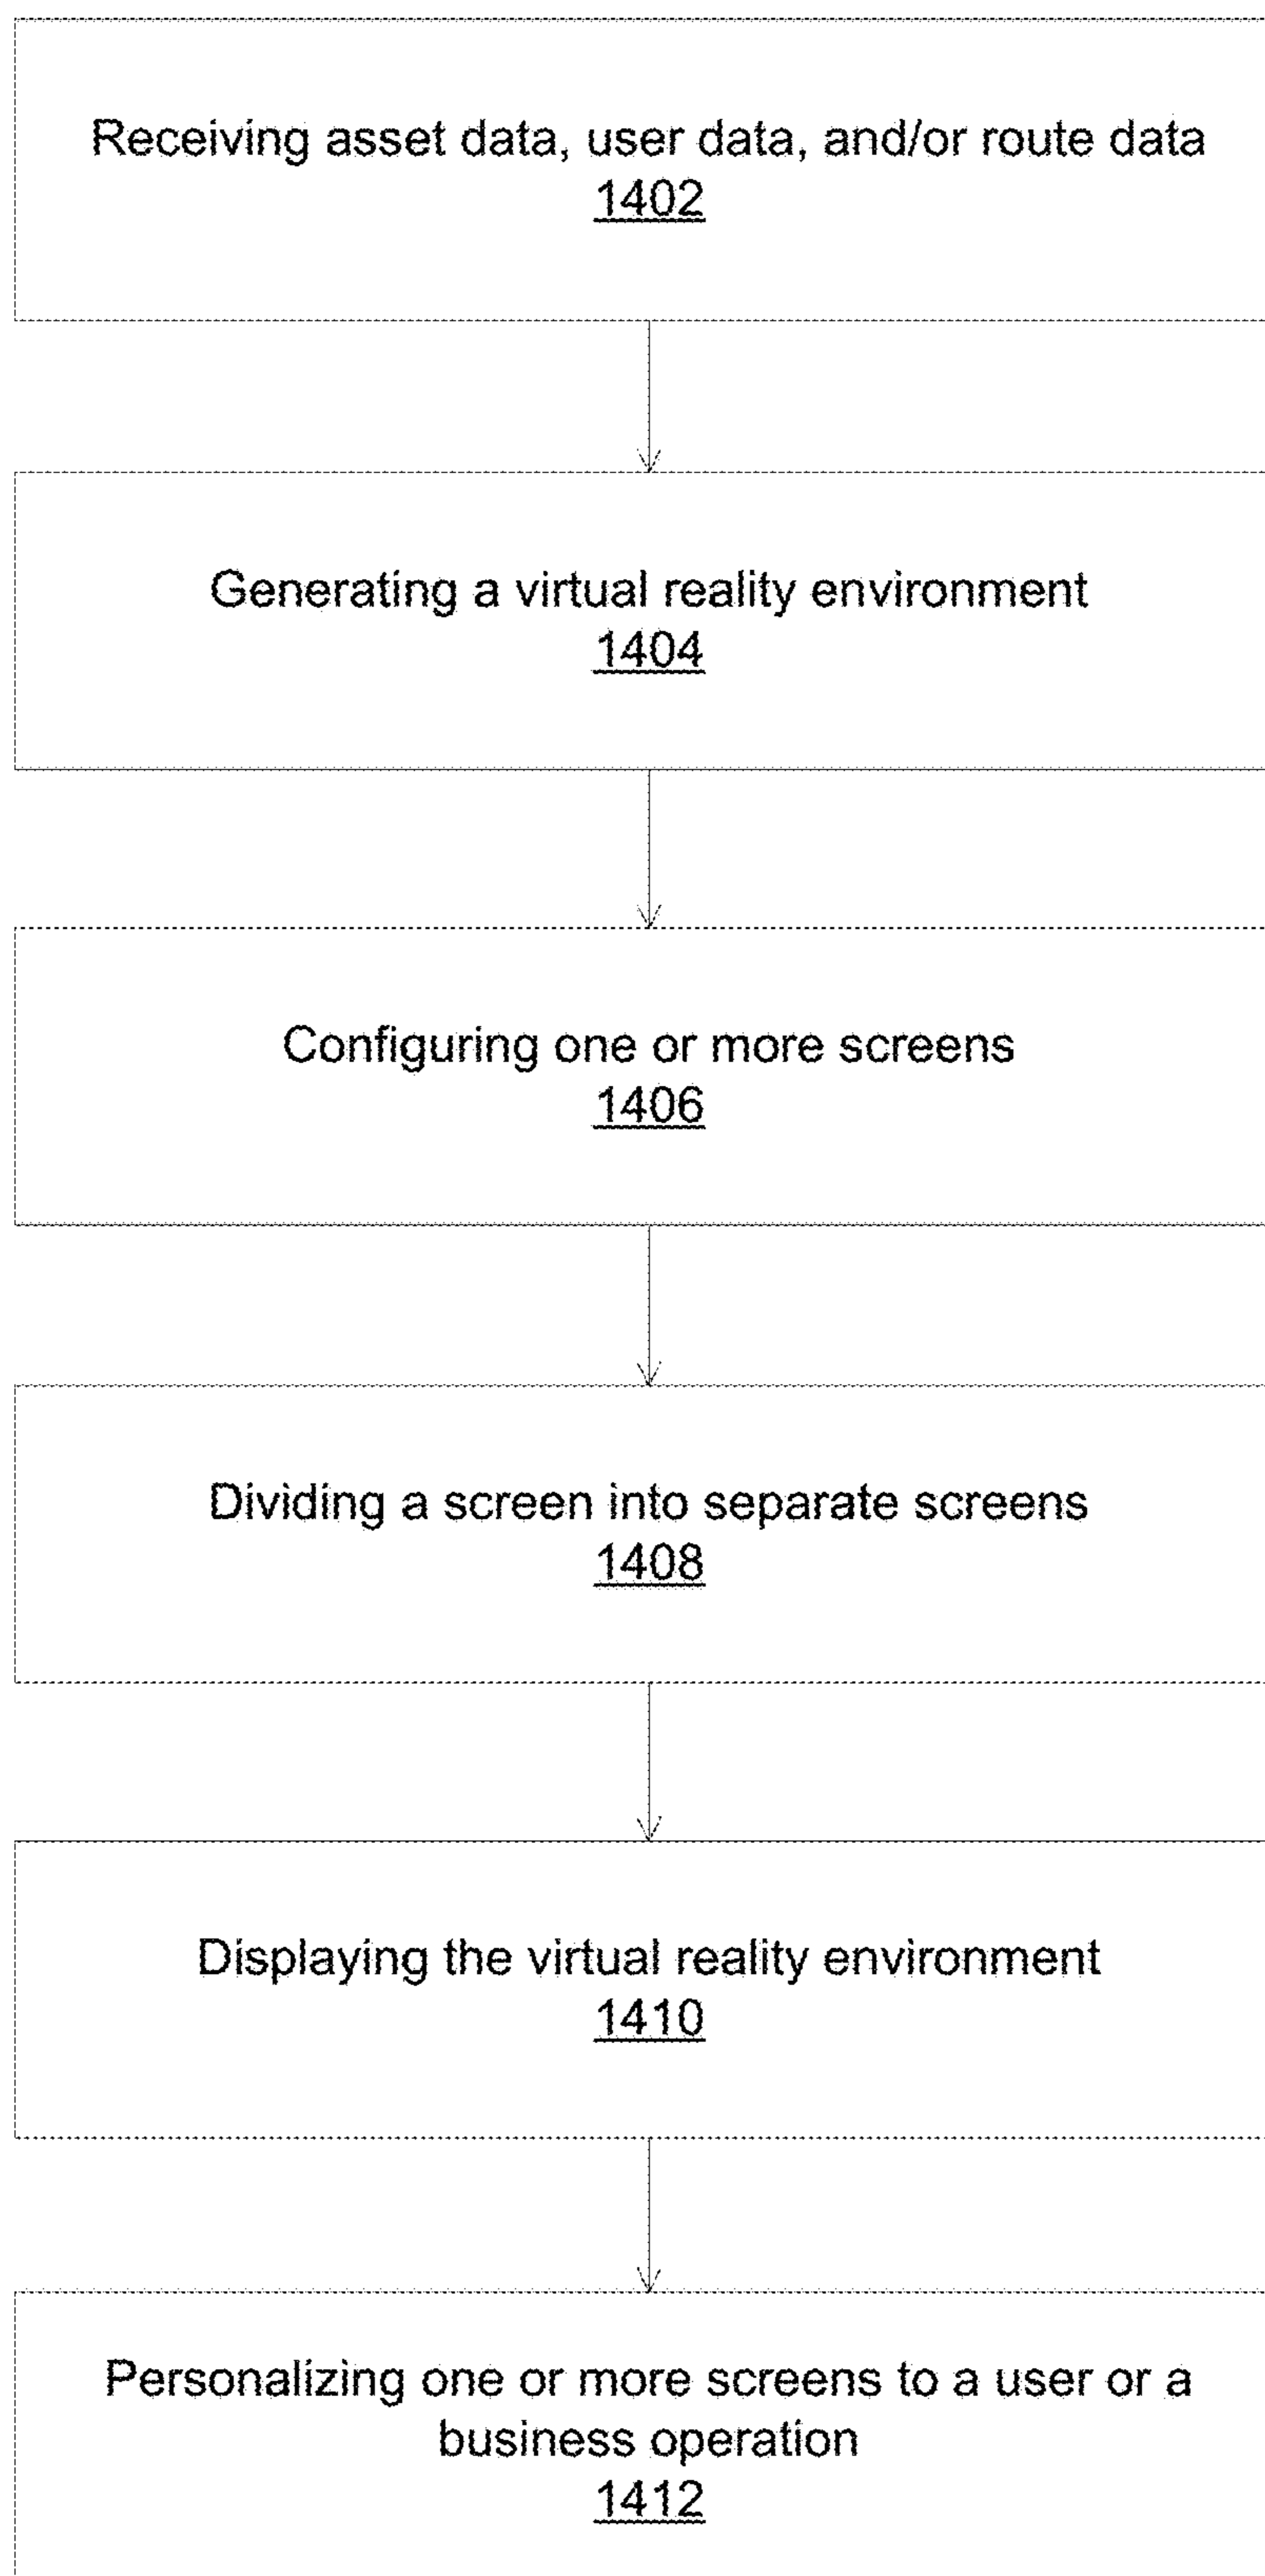 Receiving asset data, user data, and/or route data
1402
Generating a virtual reality environment
1404
Configuring one or more screens
1406
Dividing a screen into separate screens
1408
Displaying the virtual reality environment
1410
Personalizing one or more screens to a user or a
business operation
1412